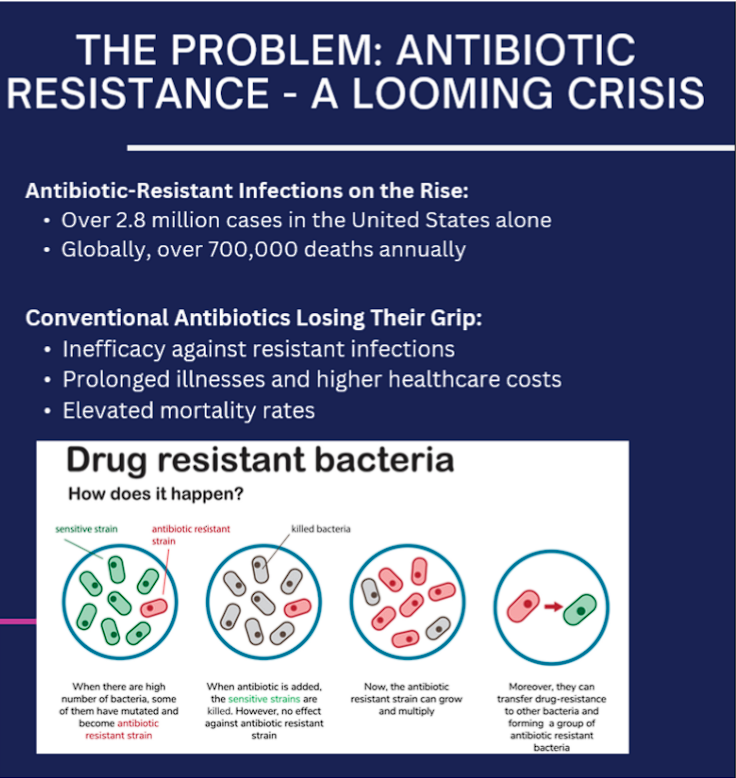 THE PROBLEM: ANTIBIOTIC
RESISTANCE - A LOOMING CRISIS
Antibiotic-Resistant Infections on the Rise:
• Over 2.8 million cases in the United States alone
• Globally, over 700,000 deaths annually
Conventional Antibiotics Losing Their Grip:
• Inefficacy against resistant infections
• Prolonged illnesses and higher healthcare costs
• Elevated mortality rates
Drug resistant bacteria
How does it happen?
sensitive strain
antibiotic resistant
strain
killed bacteria
When there are high
number of bacteria, some
of them have mutated and
become antibiotic
resistant strain
When antibiotic is added,
the sensitive strains are
killed. However, no effect
against antibiotic resistant
strain
Now, the antibiotic
resistant strain can grow
and multiply
Moreover, they can
transfer drug-resistance
to other bacteria and
forming a group of
antibiotic resistant
bacteria